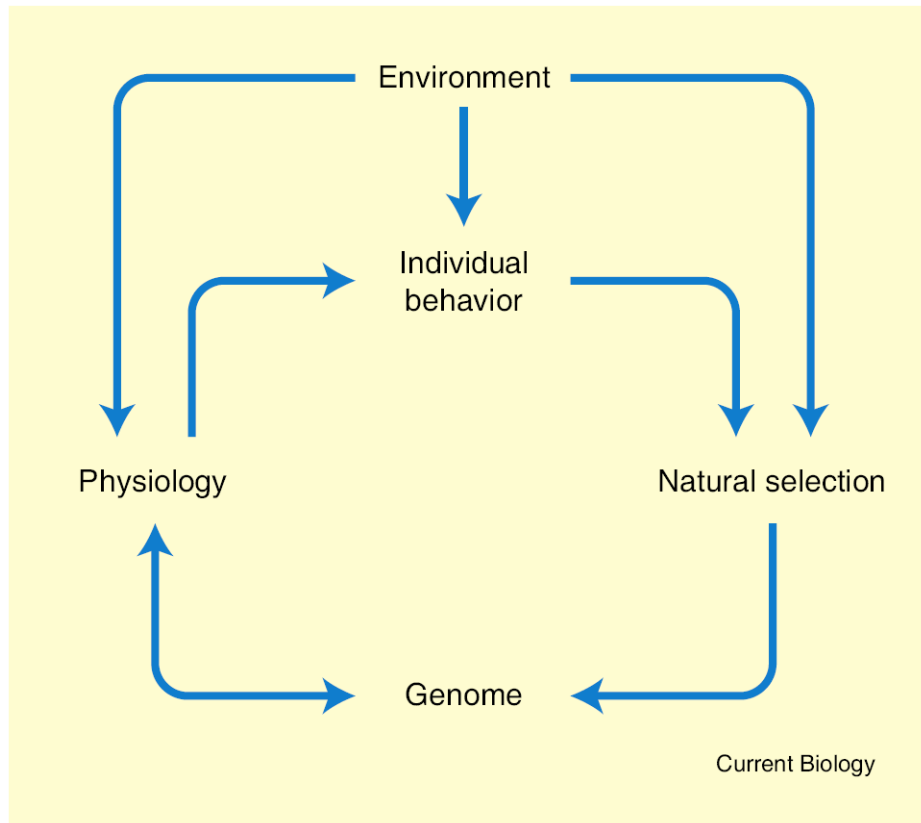 Environment
Individual
behavior
Physiology
Natural selection
Genome
Current Biology